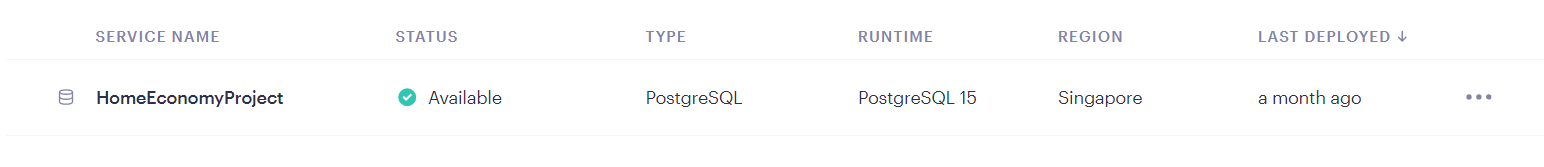 SERVICE NAME STATUS TYPE RUNTIME REGION LAST DEPLOYED ↓
HomeEconomyProject Available PostgreSQL PostgreSQL 15 Singapore a month ago